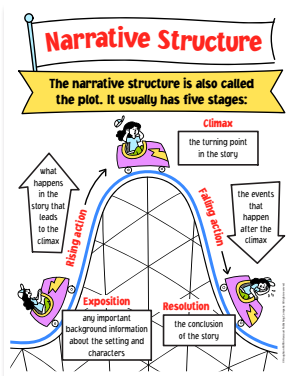 Narrative Structure
The narrative structure is also called
the plot. It usually has five stages:
Climax
the turning point
in the story
what
happens
in the
story that
leads
to the
climax
Rising action
Falling action
the events
that
happen
after the
climax
Exposition
any important
background information
about the setting and
characters
Resolution
the conclusion
of the story